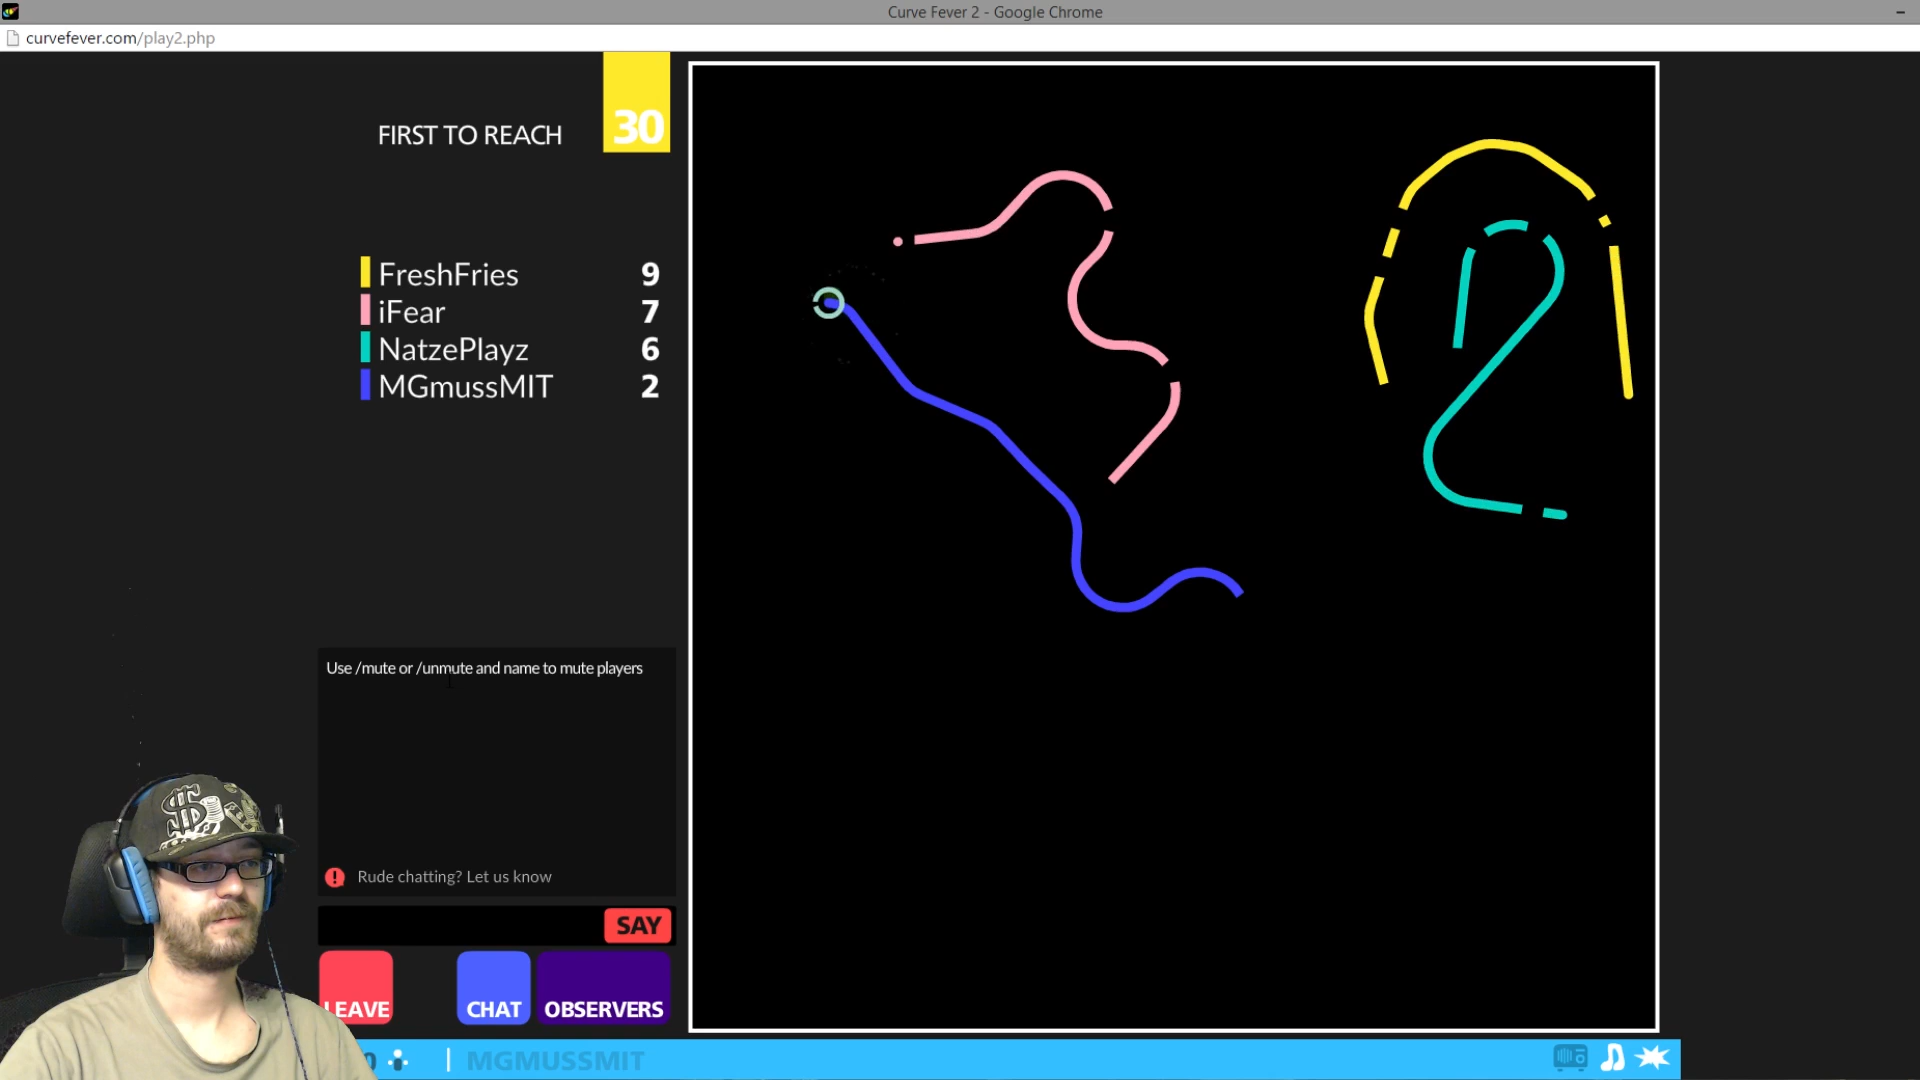 Curve Fever 2 - Google Chrome
curvefever.com/play2.php
FIRST TO REACH 30
FreshFries 9
iFear 7
NatzePlayz 6
MGmussMIT 2
Use /mute or /unmute and name to mute players
Rude chatting? Let us know
SAY
LEAVE CHAT OBSERVERS
MGMUSSMIT